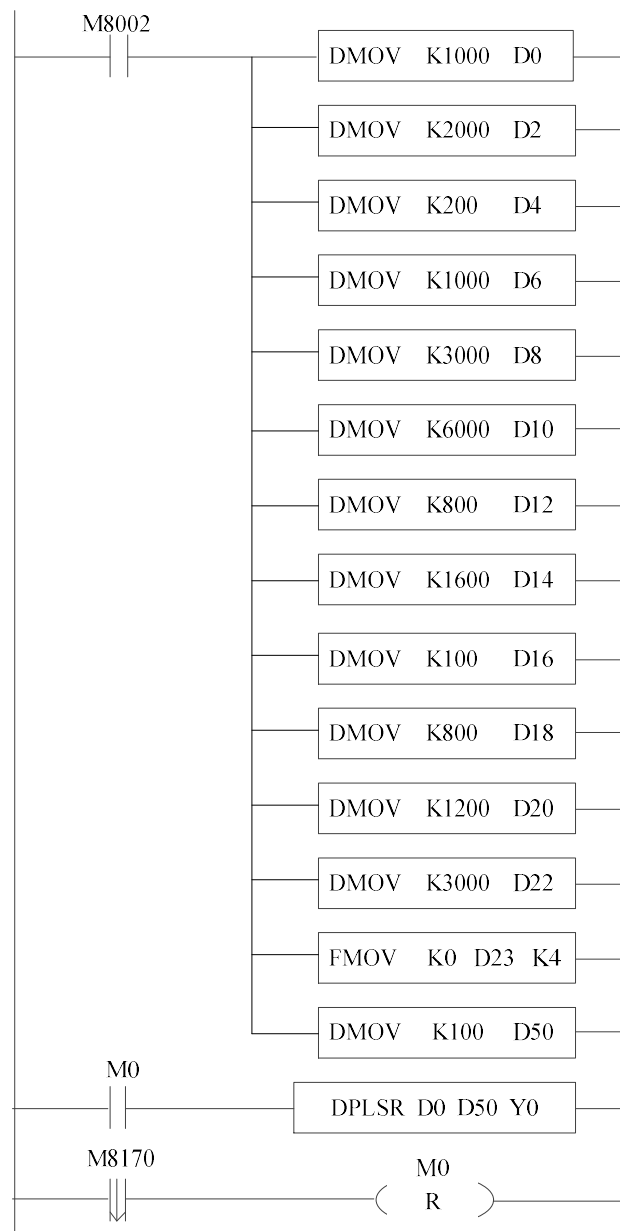 M8002
DMOV K1000 D0
DMOV K2000 D2
DMOV K200 D4
DMOV K1000 D6
DMOV K3000 D8
DMOV K6000 D10
DMOV K800 D12
DMOV K1600 D14
DMOV K100 D16
DMOV K800 D18
DMOV K1200 D20
DMOV K3000 D22
FMOV K0 D23 K4
DMOV K100 D50
M0
DPLSR D0 D50 Y0
M8170
M0
R